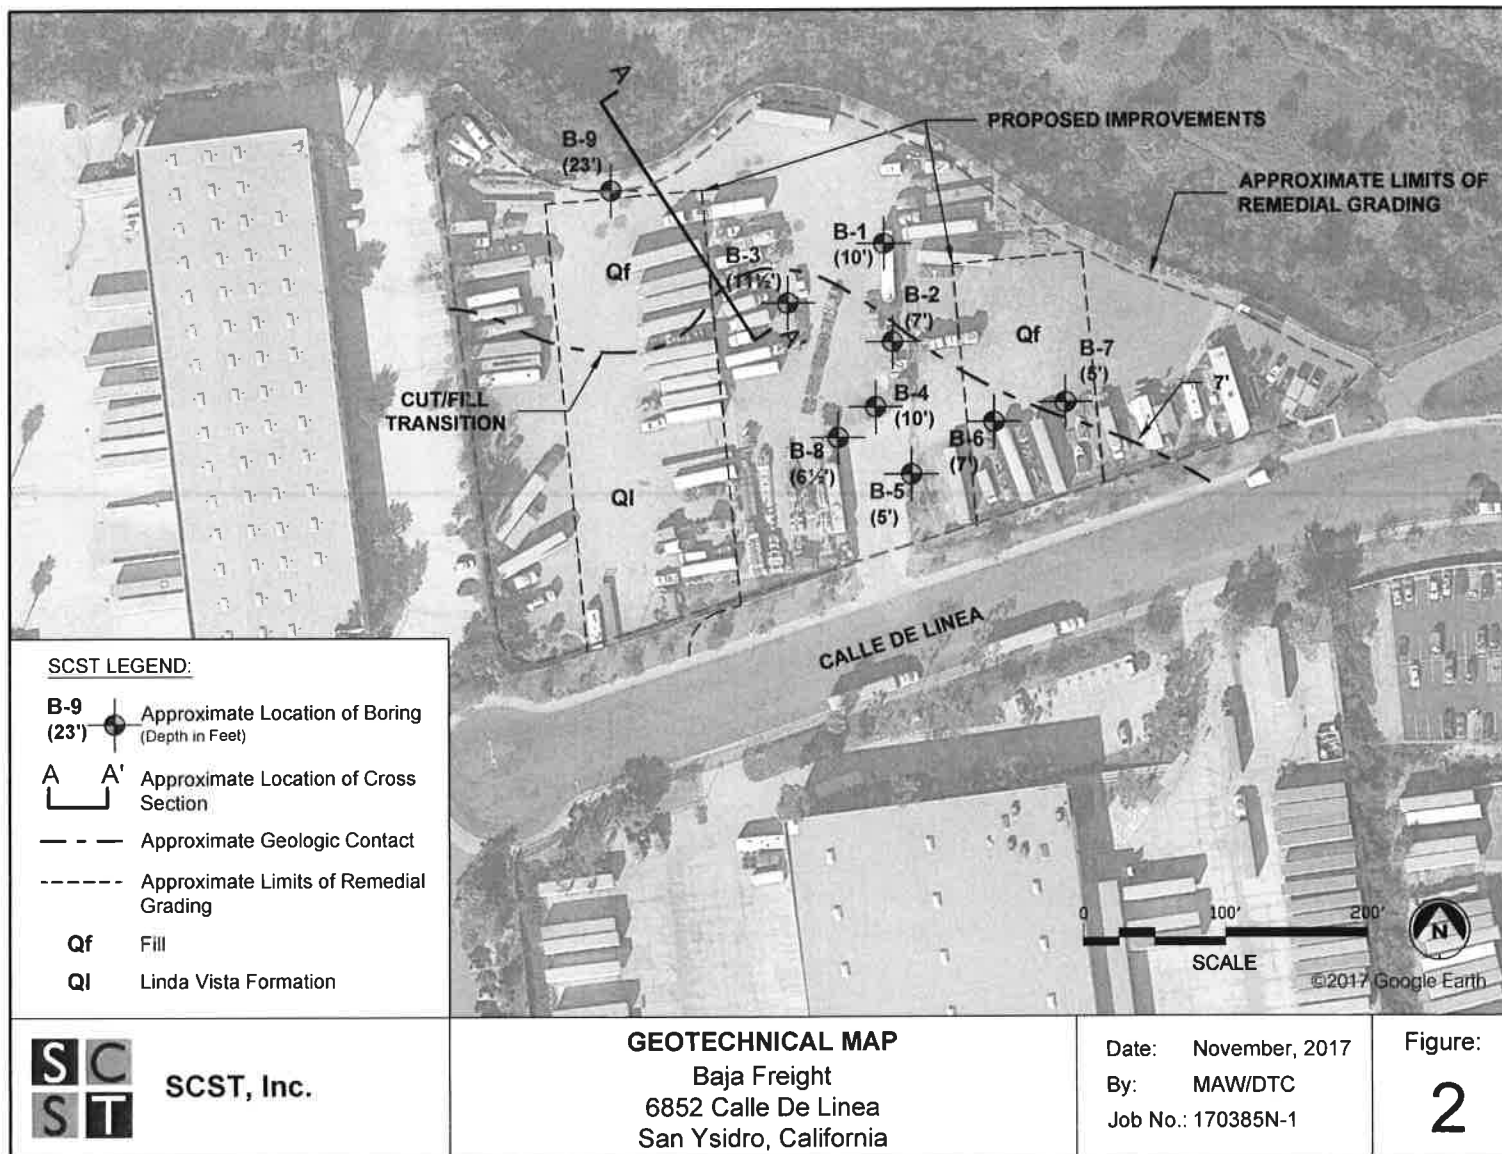 A
B-9
(23')
PROPOSED IMPROVEMENTS
APPROXIMATE LIMITS OF
REMEDIAL GRADING
B-1
(10')
Qf
B-3
(11½')
B-2
(7')
A'
Qf
B-7
(5')
7'
CUT/FILL
TRANSITION
B-4
(10')
B-8
(6½')
B-6
(7')
B-5
(5')
Ql
CALLE DE LINEA
SCST LEGEND:
B-9
(23')
Approximate Location of Boring
(Depth in Feet)
A A'
Approximate Location of Cross
Section
Approximate Geologic Contact
Approximate Limits of Remedial
Grading
Qf Fill
Ql Linda Vista Formation
0 100' 200'
SCALE
N
©2017 Google Earth
SC
ST
SCST, Inc.
GEOTECHNICAL MAP
Baja Freight
6852 Calle De Linea
San Ysidro, California
Date: November, 2017
By: MAW/DTC
Job No.: 170385N-1
Figure:
2